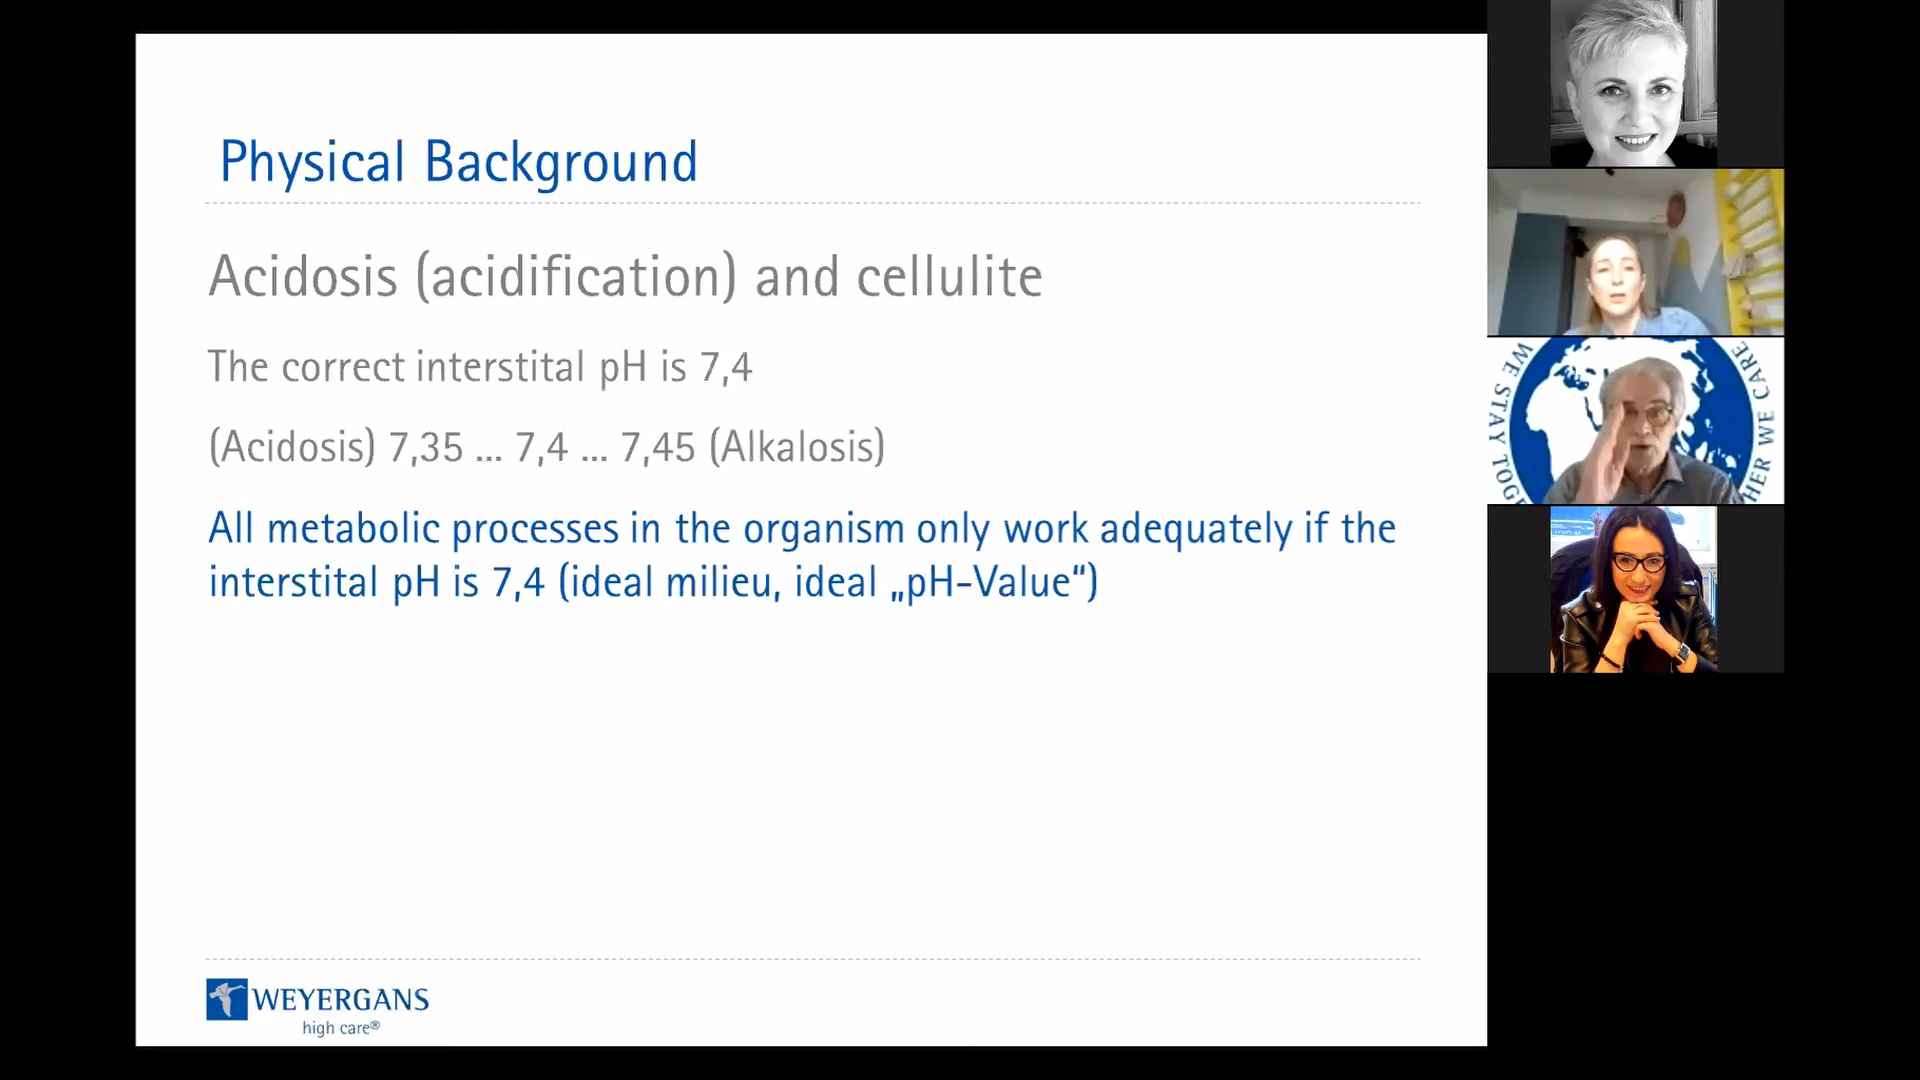 Physical Background
Acidosis (acidification) and cellulite
The correct interstital pH is 7,4
(Acidosis) 7,35 ... 7,4 ... 7,45 (Alkalosis)
All metabolic processes in the organism only work adequately if the
interstital pH is 7,4 (ideal milieu, ideal „pH-Value“)
WEYERGANS
high care®
WE STAY TOG
HER WE CARE